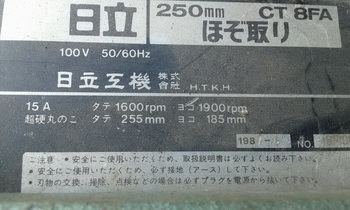 日立 250mm CT 8FA
ほぞ取り
100V 50/60Hz
日立工機 株式会社 H.T.K.H.
15A タテ 1600rpm ヨコ 1900rpm
超硬丸のこ タテ 255mm ヨコ 185mm
198 NO.
注意
• 安全にご使用いただくため、取扱説明書は必ずよくお読み下さい。
• 安全にご使用いただくため、必ず接地(アース)して下さい。
• 刃物の交換、掃除、点検などの場合は必ずプラグを電源から抜いて下さい。